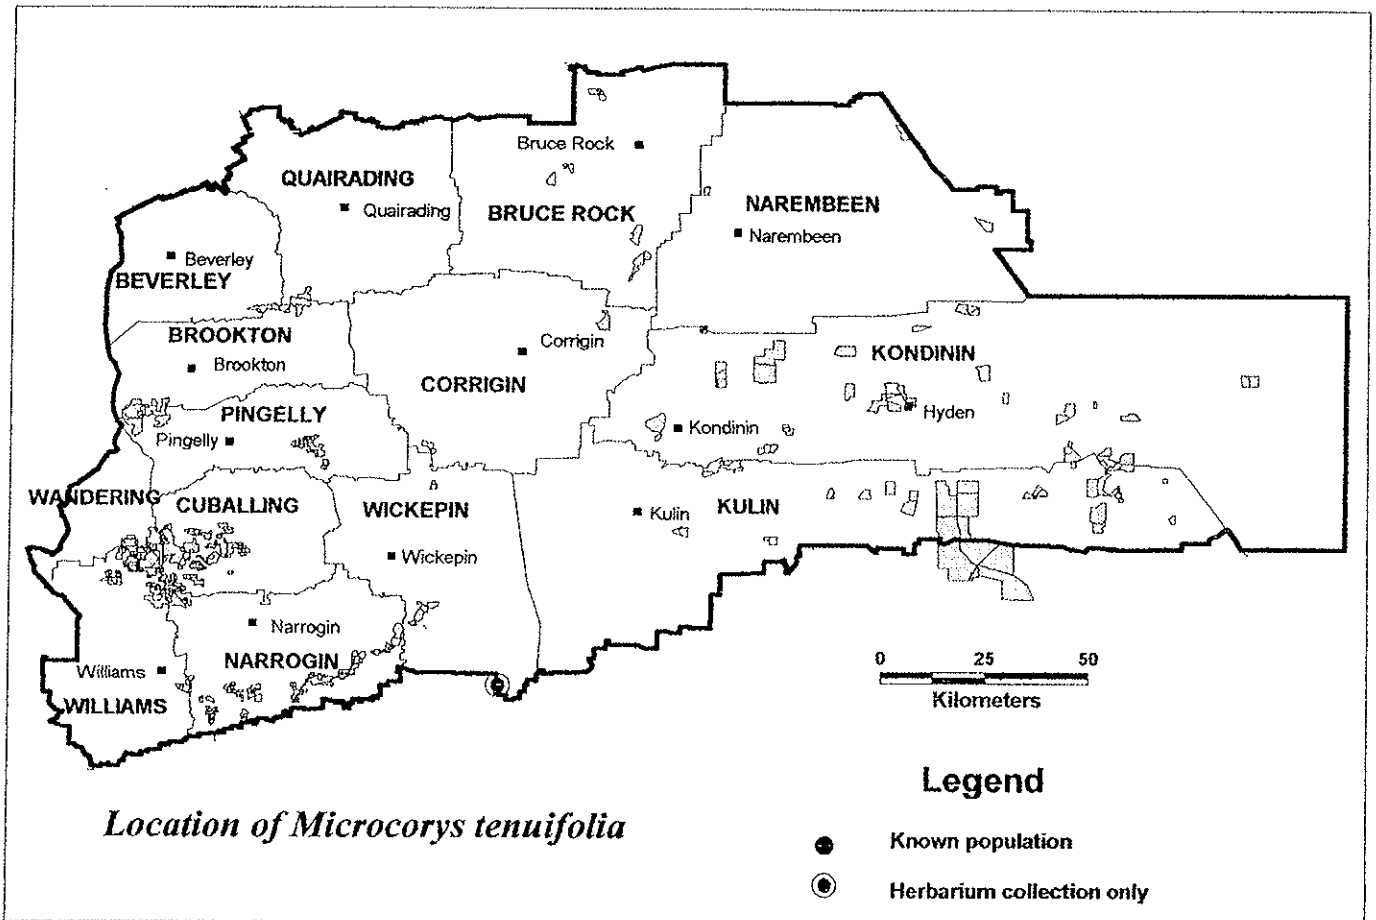 Bruce Rock
QUAIRADING
Quairading
BRUCE ROCK
NAREMBEEN
Narembeen
Beverley
BEVERLEY
BROOKTON
Brookton
Corrigin
CORRIGIN
KONDININ
Hyden
PINGELLY
Pingelly
Kondinin
WANDERING
CUBALLING
WICKEPIN
Wickepin
Kulin
KULIN
Narrogin
NARROGIN
Williams
WILLIAMS
0 25 50
Kilometers
Legend
Location of Microcorys tenuifolia
Known population
Herbarium collection only